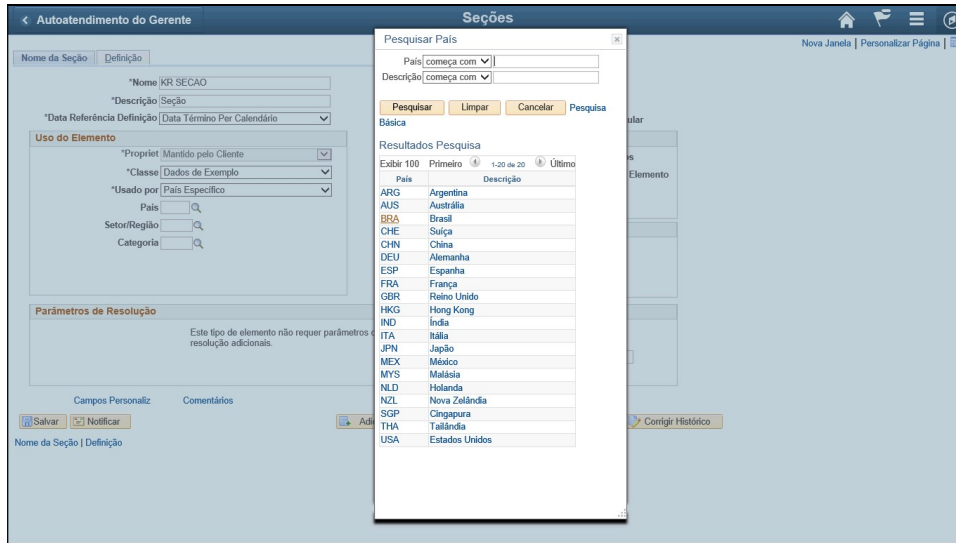 Autoatendimento do Gerente
Seções
Nova Janela | Personalizar Página |
Nome da Seção
Definição
*Nome KR SECAO
*Descrição Seção
*Data Referência Definição Data Término Per Calendário
Uso do Elemento
*Propriet Mantido pelo Cliente
*Classe Dados de Exemplo
*Usado por País Específico
País
Setor/Região
Categoria
Elemento
Parâmetros de Resolução
Este tipo de elemento não requer parâmetros
resolução adicionais.
Campos Personaliz Comentários
Salvar Notificar Corrigir Histórico
Nome da Seção | Definição
Pesquisar País
País começa com
Descrição começa com
Pesquisar Limpar Cancelar Pesquisa
Básica
Resultados Pesquisa
Exibir 100 Primeiro 1-20 de 20 Último
País Descrição
ARG Argentina
AUS Austrália
BRA Brasil
CHE Suíça
CHN China
DEU Alemanha
ESP Espanha
FRA França
GBR Reino Unido
HKG Hong Kong
IND Índia
ITA Itália
JPN Japão
MEX México
MYS Malásia
NLD Holanda
NZL Nova Zelândia
SGP Cingapura
THA Tailândia
USA Estados Unidos